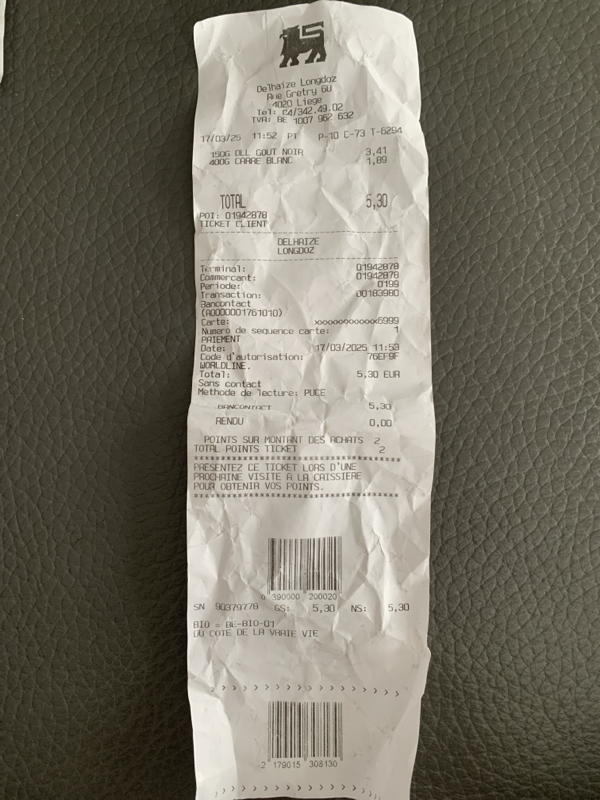 Delhaize Longdoz
Rue Gretry 60
4020 Liege
Tel: 04/342.49.02
TVA: BE 1007 962 632
17/03/25 11:52 PT P-10 C-73 T-6294
150G OLL GOUT NOIR 3,41
400G CARRE BLANC 1,89
TOTAL 5,30
POI: 01942878
TICKET CLIENT
DELHAIZE
LONGDOZ
Terminal: 01942878
Commercant: 01942878
Periode: 0199
Transaction: 00183980
Bancontact
(A0000001761010)
Carte: xxxxxxxxxxxxx6999
Numero de sequence carte: 1
PAIEMENT
Date: 17/03/2025 11:53
Code d'autorisation: 76EF9F
WORLDLINE.
Total: 5,30 EUR
Sans contact
Methode de lecture: PUCE
BANCONTACT 5,30
RENDU 0,00
POINTS SUR MONTANT DES ACHATS 2
TOTAL POINTS TICKET 2
****************************************
PRESENTEZ CE TICKET LORS D'UNE
PROCHAINE VISITE A LA CAISSIERE
POUR OBTENIR VOS POINTS.
****************************************
0 390000 200020
SN 90379778 GS: 5,30 NS: 5,30
BIO = BE-BIO-01
DU COTE DE LA VRAIE VIE
2 179015 308130